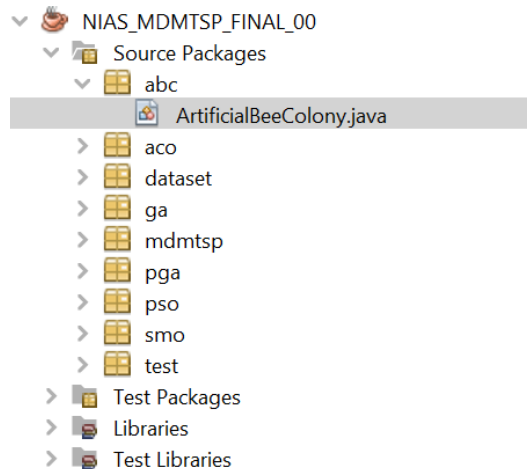 NIAS_MDMTSP_FINAL_00
Source Packages
abc
ArtificialBeeColony.java
aco
dataset
ga
mdmtsp
pga
pso
smo
test
Test Packages
Libraries
Test Libraries